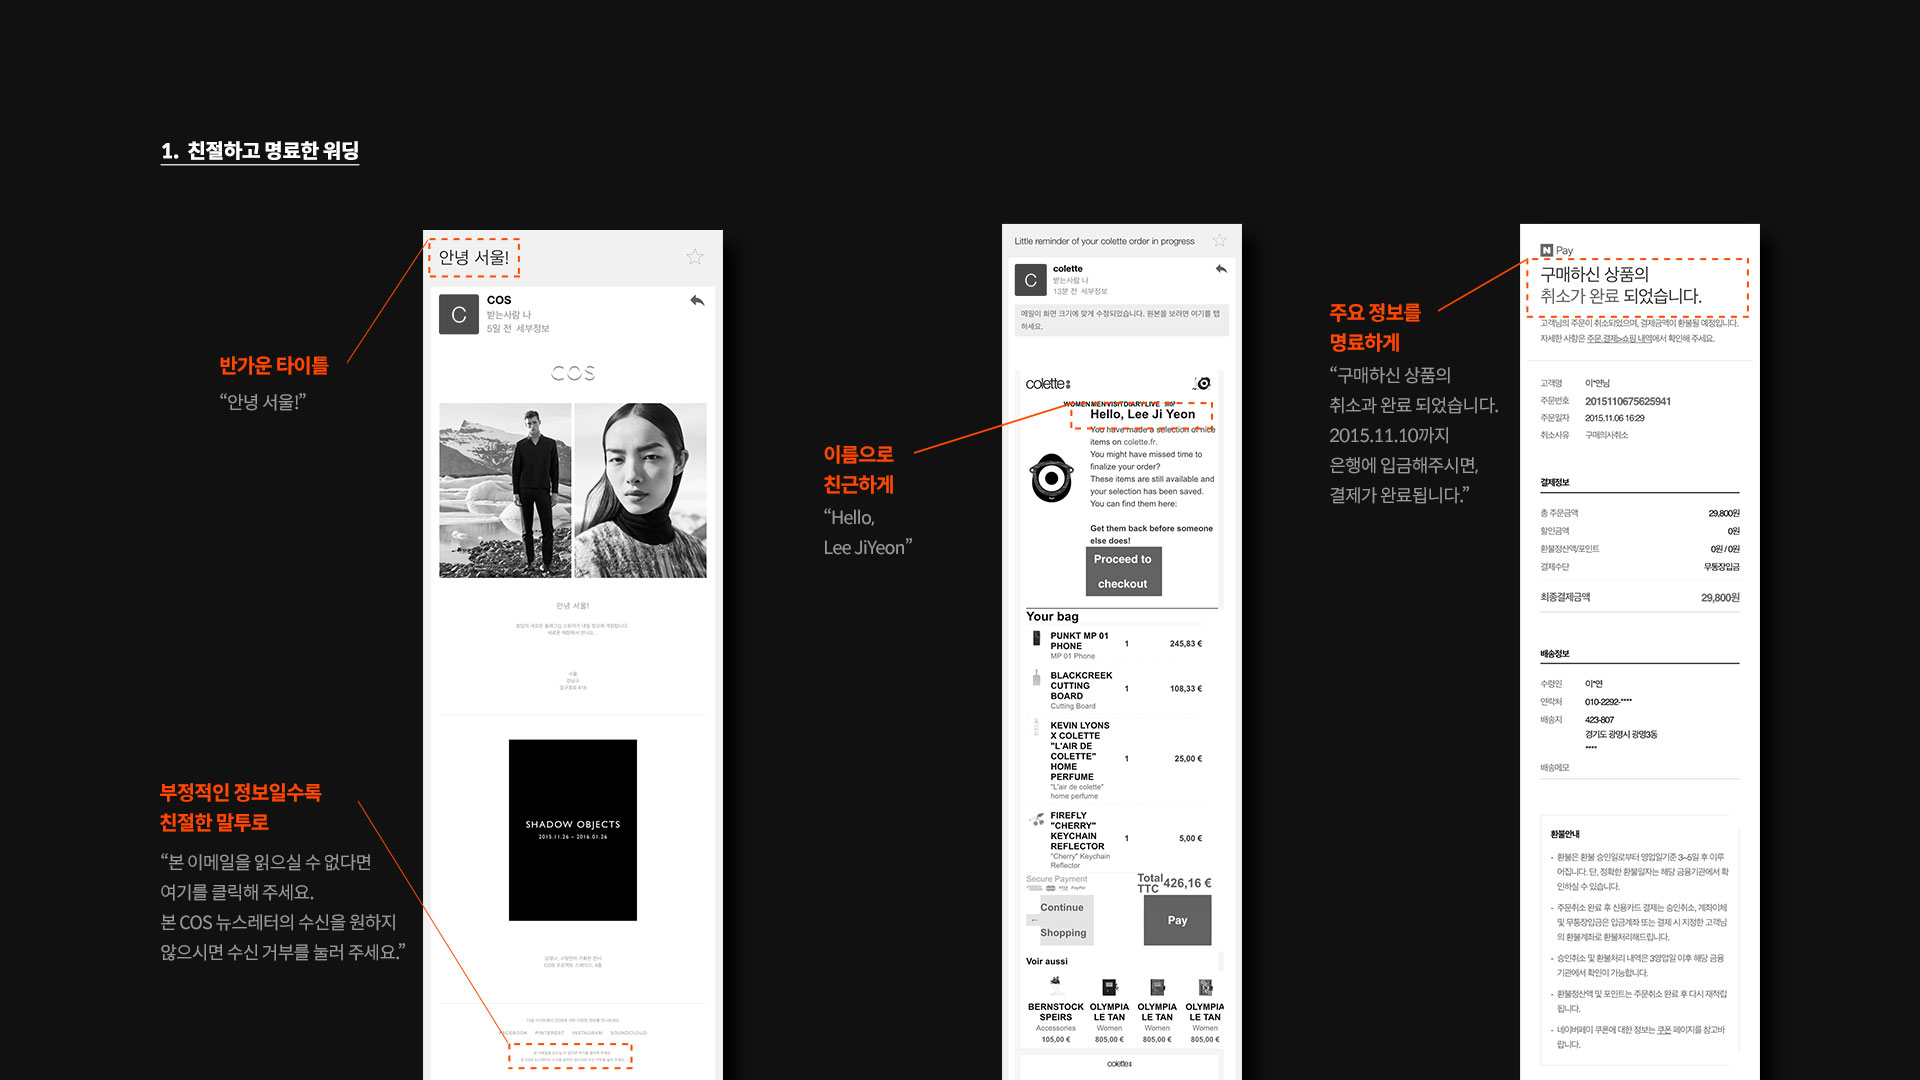 1. 친절하고 명료한 워딩
반가운 타이틀
“안녕 서울!”
부정적인 정보일수록
친절한 말투로
“본 이메일을 읽으실 수 없다면
여기를 클릭해 주세요.
본 COS 뉴스레터의 수신을 원하지
않으시면 수신 거부를 눌러 주세요.”
안녕 서울!
C
COS
받는사람 나
5일 전 세부정보
COS
안녕 서울!
서울
강남구
압구정로 416
SHADOW OBJECTS
2015.11.26 – 2016.01.26
FACEBOOK PINTEREST INSTAGRAM SOUNDCLOUD
이름으로
친근하게
“Hello,
Lee JiYeon”
Little reminder of your colette order in progress
C
colette
받는사람 나
13분 전 세부정보
메일이 화면 크기에 맞게 수정되었습니다. 원본을 보려면 여기를 탭
하세요.
colette:
WOMEN MEN VISIT DIARY LIVE
Hello, Lee Ji Yeon
You have made a selection of nice
items on colette.fr.
You might have missed time to
finalize your order?
These items are still available and
your selection has been saved.
You can find them here:
Get them back before someone
else does!
Proceed to
checkout
Your bag
PUNKT MP 01
PHONE
MP 01 Phone
1
245,83 €
BLACKCREEK
CUTTING
BOARD
Cutting Board
1
108,33 €
KEVIN LYONS
X COLETTE
"L'AIR DE
COLETTE"
HOME
PERFUME
"L'air de colette"
home perfume
1
25,00 €
FIREFLY
"CHERRY"
KEYCHAIN
REFLECTOR
"Cherry" Keychain
Reflector
1
5,00 €
Secure Payment
VISA PayPal
Total
TTC
426,16 €
←
Continue
Shopping
Pay
Voir aussi
BERNSTOCK
SPEIRS
Accessories
105,00 €
OLYMPIA
LE TAN
Women
805,00 €
OLYMPIA
LE TAN
Women
805,00 €
OLYMPIA
LE TAN
Women
805,00 €
colette:
주요 정보를
명료하게
“구매하신 상품의
취소과 완료 되었습니다.
2015.11.10까지
은행에 입금해주시면,
결제가 완료됩니다.”
N Pay
구매하신 상품의
취소가 완료 되었습니다.
고객님의 주문이 취소되었으며, 결제금액이 환불될 예정입니다.
자세한 사항은 주문.결제>쇼핑 내역에서 확인해 주세요.
고객명 이*연님
주문번호 2015110675625941
주문일자 2015.11.06 16:29
취소사유 구매의사취소
결제정보
총 주문금액 29,800원
할인금액 0원
환불정산액/포인트 0원 / 0원
결제수단 무통장입금
최종결제금액 29,800원
배송정보
수령인 이*연
연락처 010-2292-****
배송지 423-807
경기도 광명시 광명3동
****
배송메모
환불안내
- 환불은 환불 승인일로부터 영업일기준 3~5일 후 이루
어집니다. 단, 정확한 환불일자는 해당 금융기관에서 확
인하실 수 있습니다.
- 주문취소 완료 후 신용카드 결제는 승인취소, 계좌이체
및 무통장입금은 입금계좌 또는 결제 시 지정한 고객님
의 환불계좌로 환불처리해드립니다.
- 승인취소 및 환불처리 내역은 3영업일 이후 해당 금융
기관에서 확인이 가능합니다.
- 환불정산액 및 포인트는 주문취소 완료 후 다시 재적립
됩니다.
- 네이버페이 쿠폰에 대한 정보는 쿠폰 페이지를 참고바
랍니다.